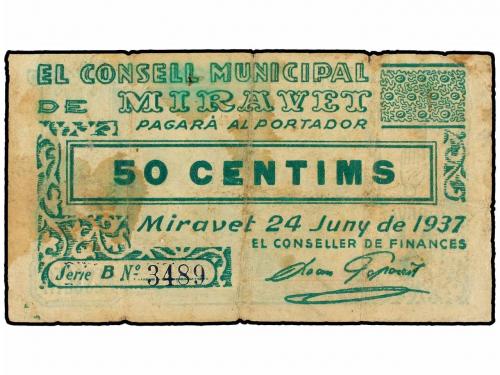 EL CONSELL MUNICIPAL
DE MIRAVET
PAGARÀ AL PORTADOR
50 CENTIMS
Miravet 24 Juny de 1937
EL CONSELLER DE FINANCES
Serie B Nº 3489